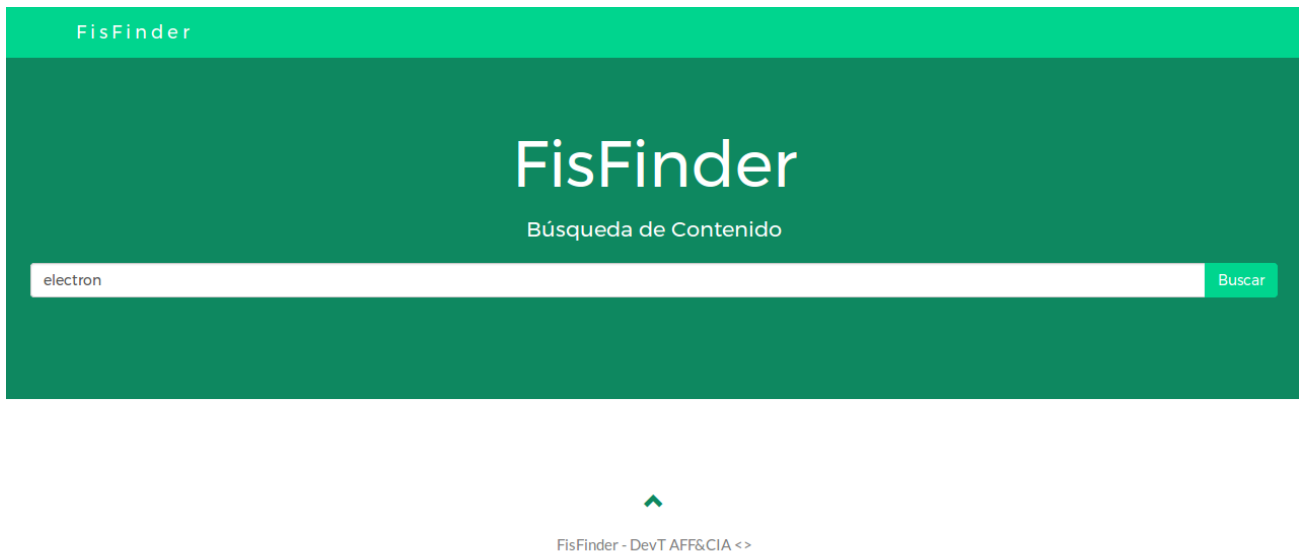 FisFinder
FisFinder
Búsqueda de Contenido
electron
Buscar
FisFinder - DevT AFF&CIA <>